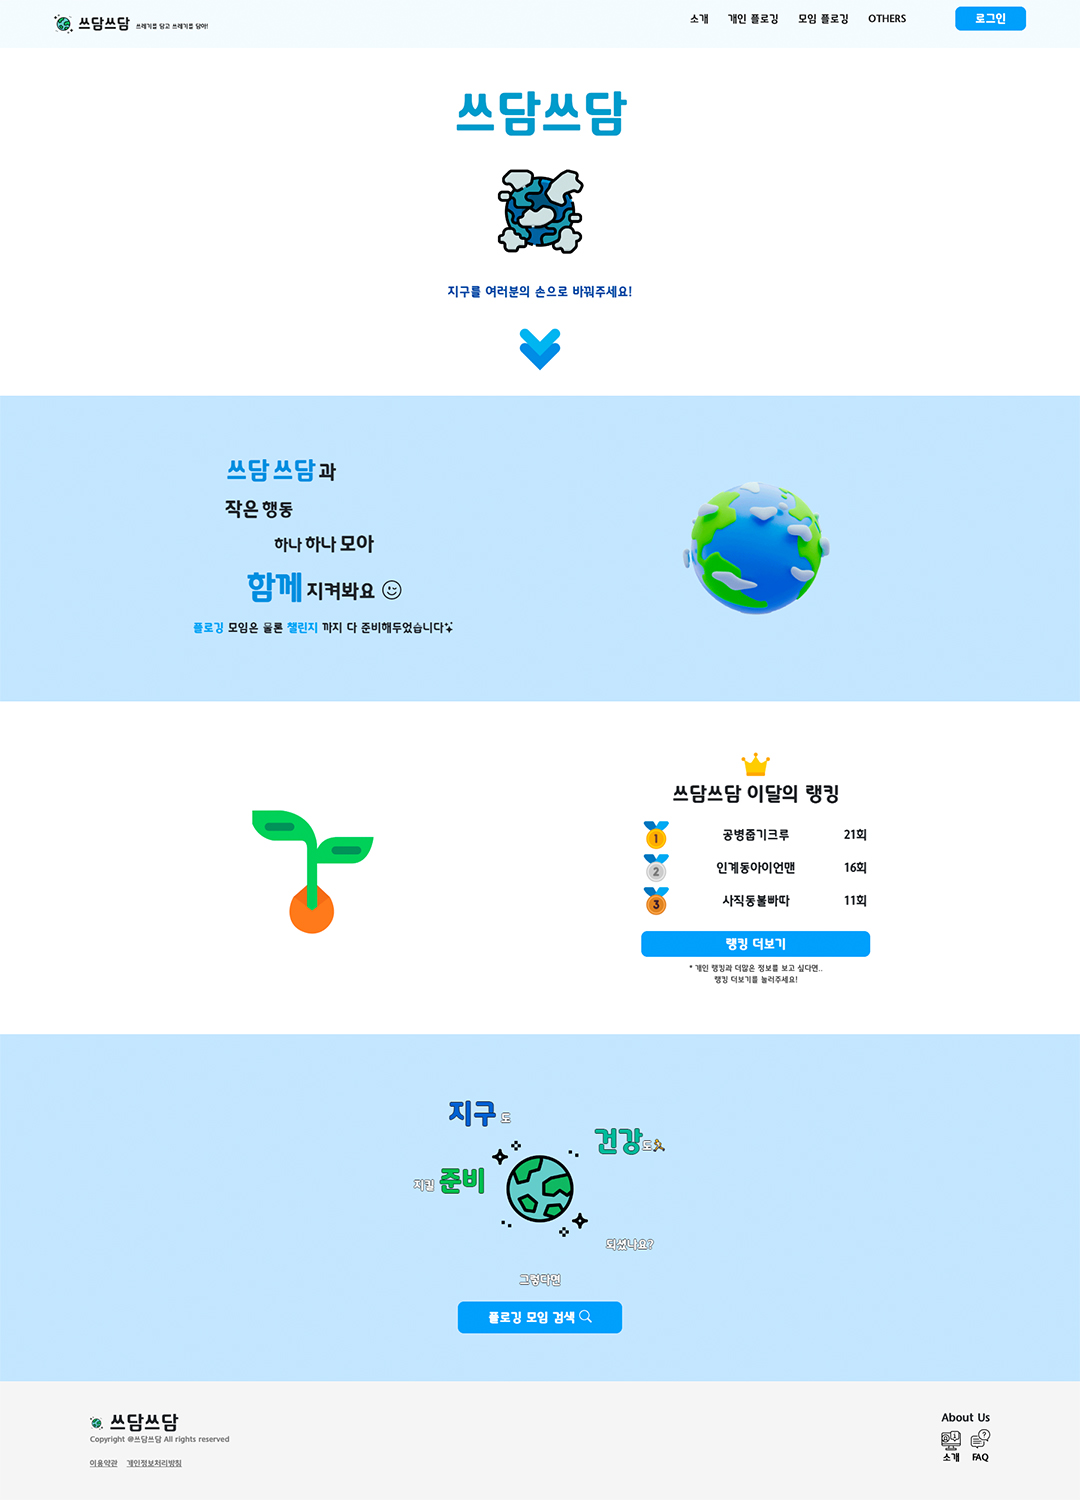 쓰담쓰담 쓰레기를 담고 쓰레기를 담아!
소개 개인 플로깅 모임 플로깅 OTHERS 로그인
쓰담쓰담
지구를 여러분의 손으로 바꿔주세요!
쓰담 쓰담 과
작은 행동
하나 하나 모아
함께 지켜봐요
플로깅 모임은 물론 챌린지 까지 다 준비해두었습니다
쓰담쓰담 이달의 랭킹
1 공병줍기크루 21회
2 인계동아이언맨 16회
3 사직동불빠따 11회
랭킹 더보기
* 개인 랭킹과 더많은 정보를 보고 싶다면..
랭킹 더보기를 눌러주세요!
지구 도
건강도
지킬 준비
되셨나요?
그렇다면
플로깅 모임 검색
쓰담쓰담
Copyright @쓰담쓰담 All rights reserved
이용약관 개인정보처리방침
About Us
소개 FAQ